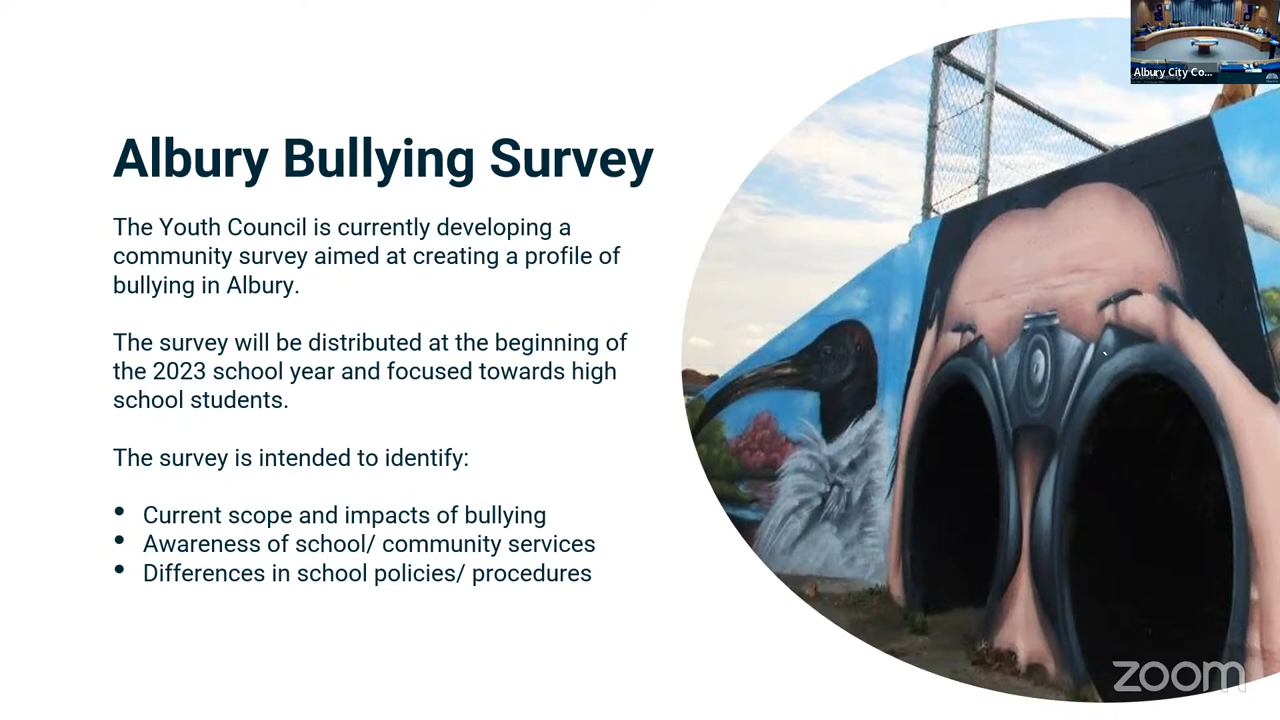 Albury City Co...
Albury Bullying Survey
The Youth Council is currently developing a
community survey aimed at creating a profile of
bullying in Albury.
The survey will be distributed at the beginning of
the 2023 school year and focused towards high
school students.
The survey is intended to identify:
• Current scope and impacts of bullying
• Awareness of school/ community services
• Differences in school policies/ procedures
zoom